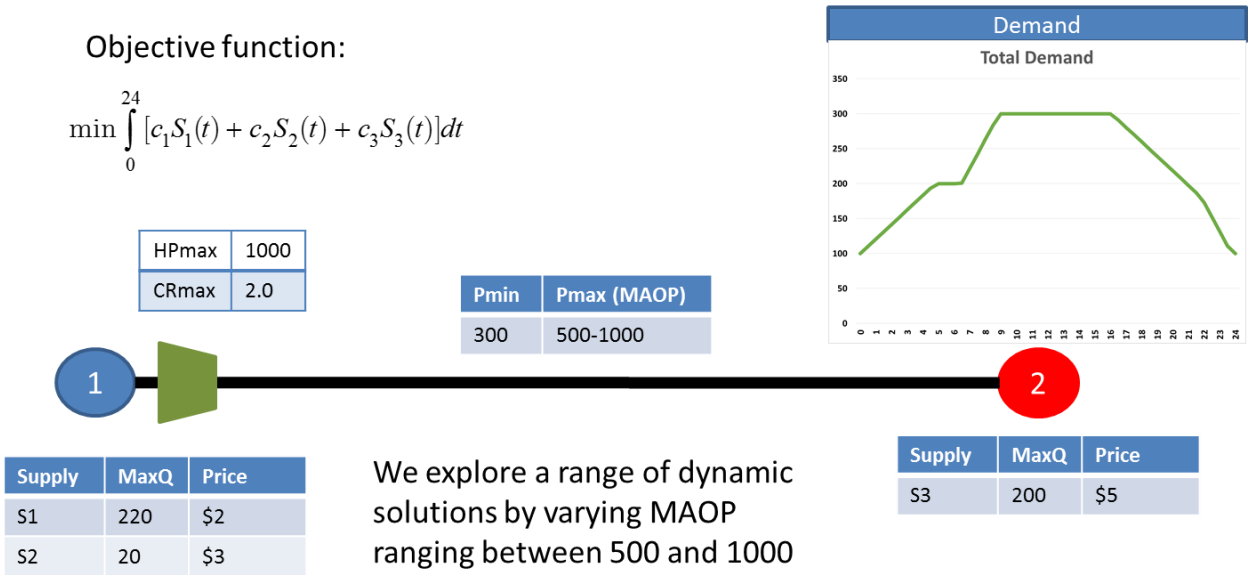 Objective function:
min ∫₀²⁴ [c₁S₁(t) + c₂S₂(t) + c₃S₃(t)]dt
Demand
Total Demand
350
300
250
200
150
100
50
0
0 1 2 3 4 5 6 7 8 9 10 11 12 13 14 15 16 17 18 19 20 21 22 23 24
HPmax 1000
CRmax 2.0
Pmin Pmax (MAOP)
300 500-1000
1
2
Supply MaxQ Price
S1 220 $2
S2 20 $3
We explore a range of dynamic
solutions by varying MAOP
ranging between 500 and 1000
Supply MaxQ Price
S3 200 $5